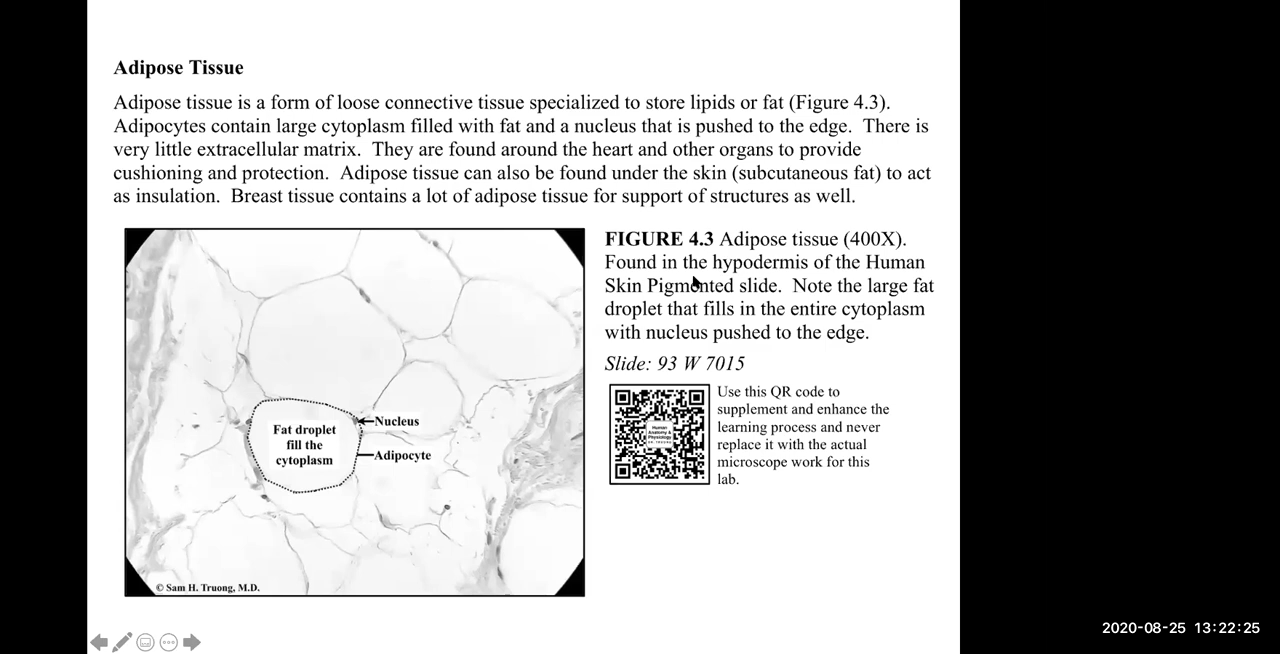 Adipose Tissue
Adipose tissue is a form of loose connective tissue specialized to store lipids or fat (Figure 4.3).
Adipocytes contain large cytoplasm filled with fat and a nucleus that is pushed to the edge.  There is
very little extracellular matrix.  They are found around the heart and other organs to provide
cushioning and protection.  Adipose tissue can also be found under the skin (subcutaneous fat) to act
as insulation.  Breast tissue contains a lot of adipose tissue for support of structures as well.
FIGURE 4.3 Adipose tissue (400X).
Found in the hypodermis of the Human
Skin Pigmented slide.  Note the large fat
droplet that fills in the entire cytoplasm
with nucleus pushed to the edge.
Slide: 93 W 7015
Use this QR code to
supplement and enhance the
learning process and never
replace it with the actual
microscope work for this
lab.
Human
Anatomy &
Physiology
DR. TRUONG
Nucleus
Adipocyte
Fat droplet
fill the
cytoplasm
© Sam H. Truong, M.D.
2020-08-25 13:22:25